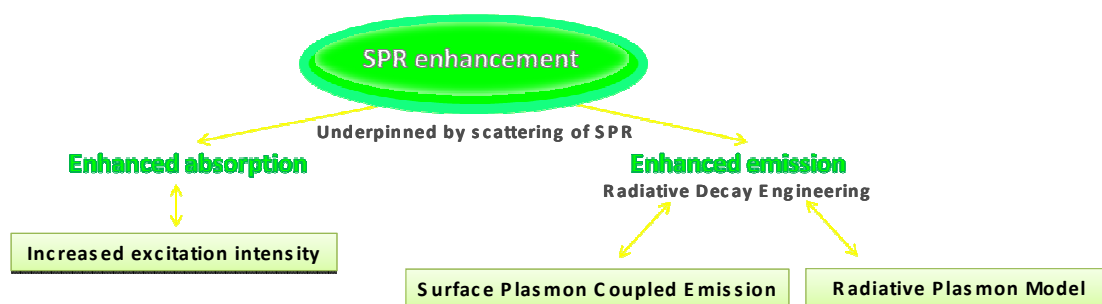 SPR enhancement
Underpinned by scattering of SPR
Enhanced absorption
Enhanced emission
Radiative Decay Engineering
Increased excitation intensity
Surface Plasmon Coupled Emission
Radiative Plasmon Model